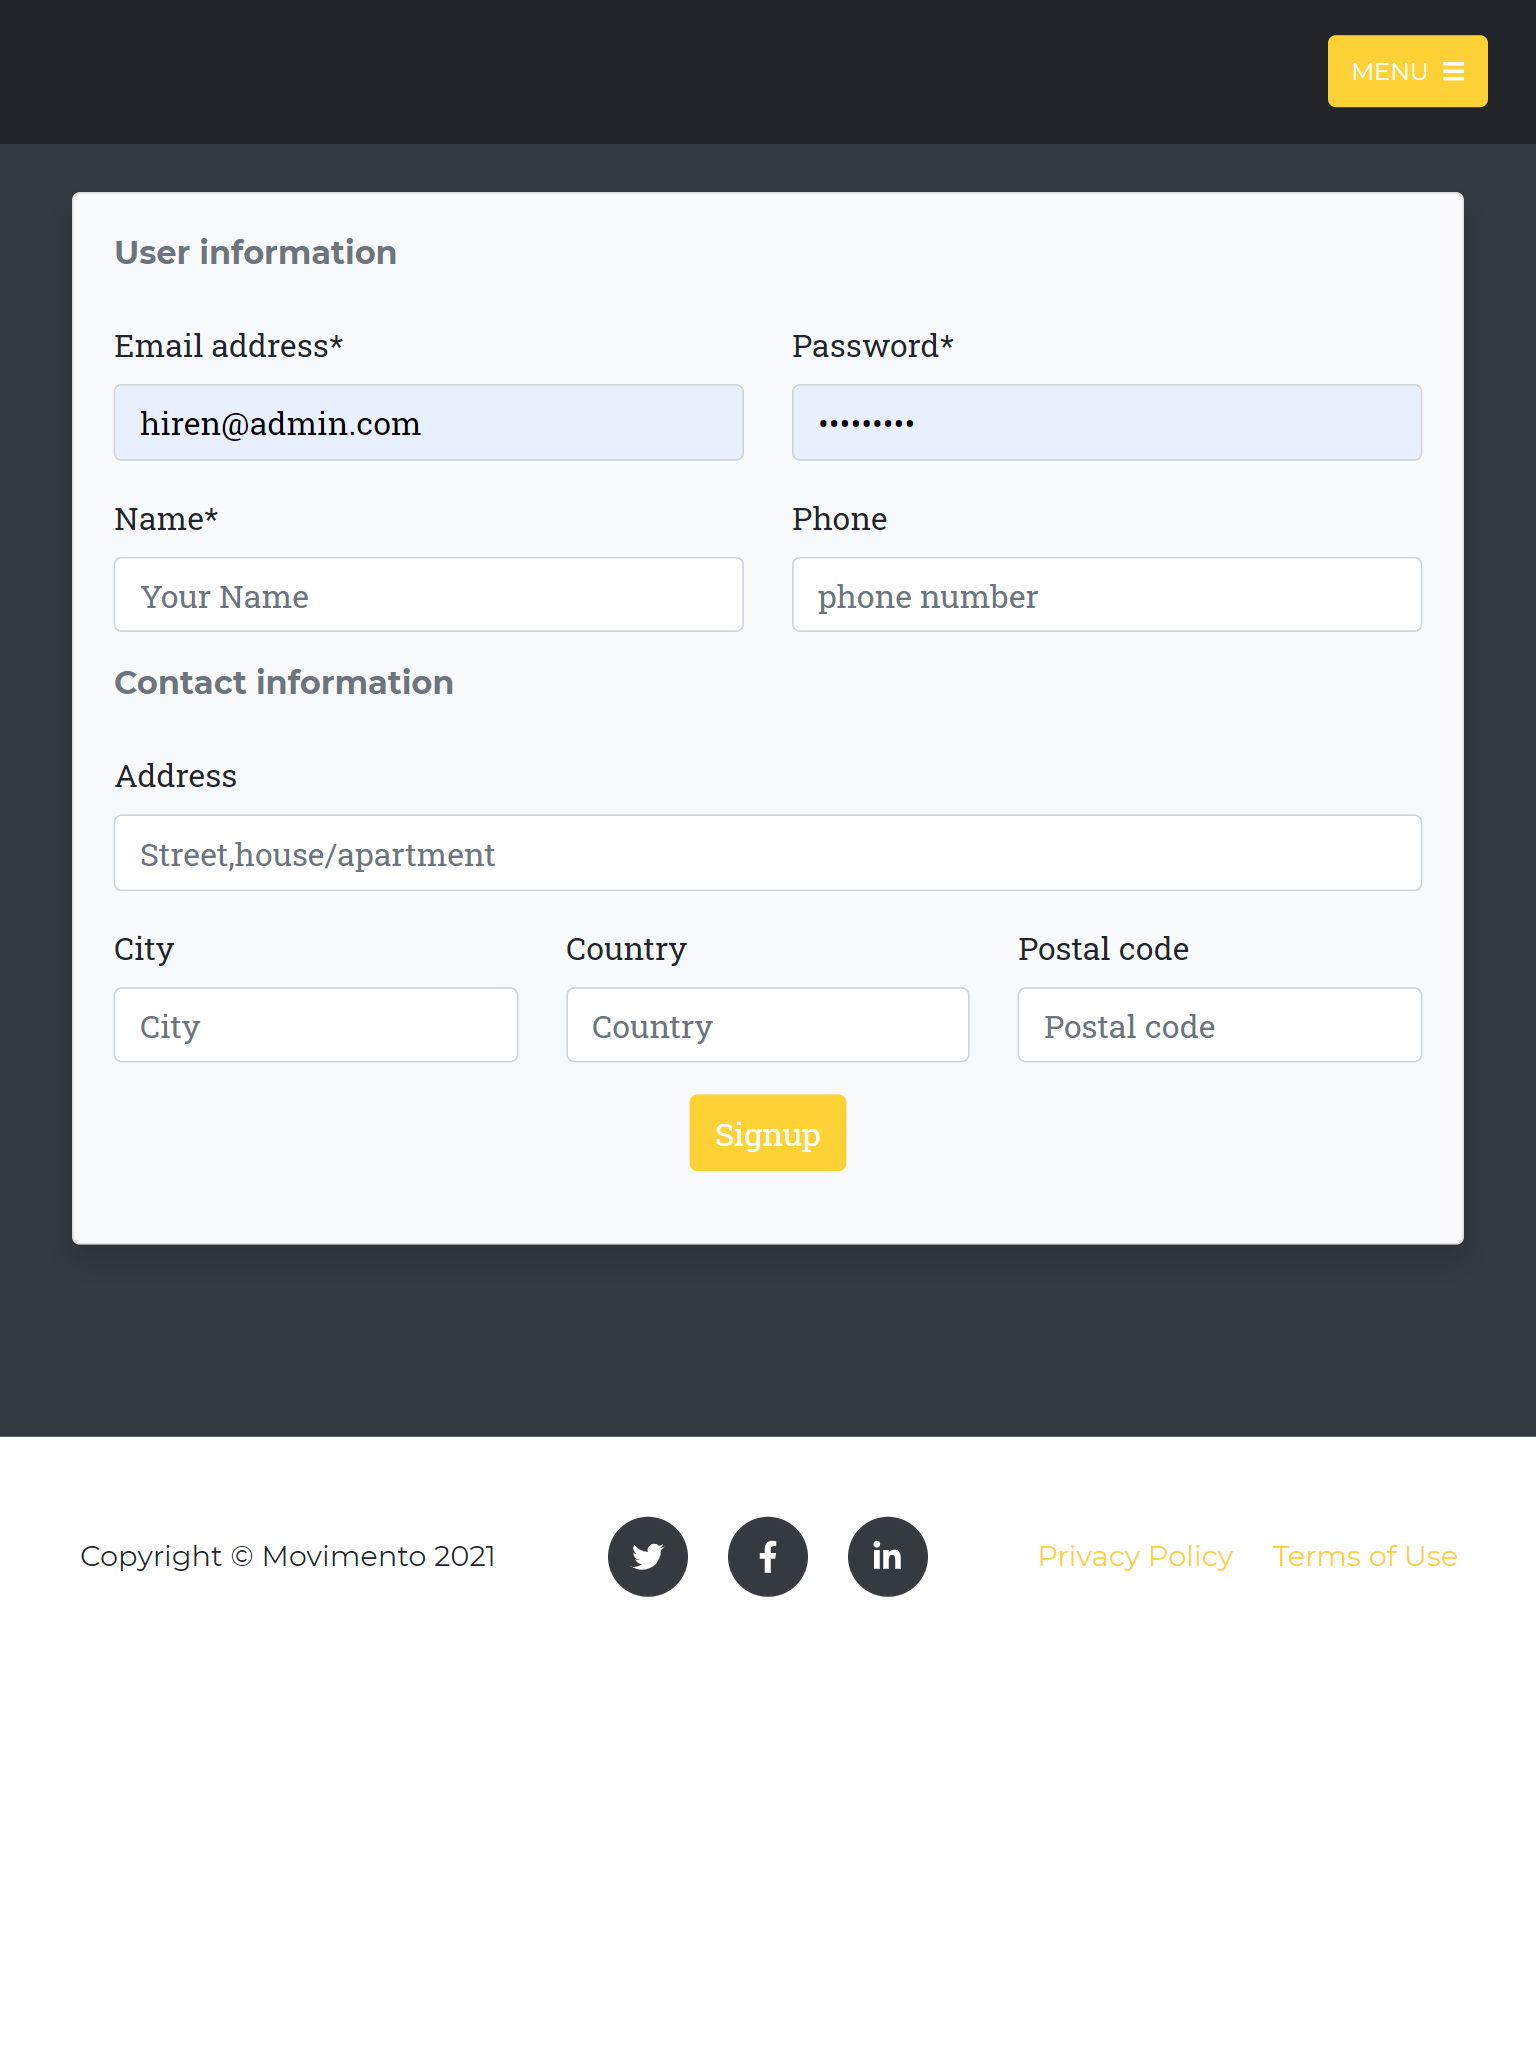 MENU
User information
Email address* Password*
hiren@admin.com •••••••••
Name* Phone
Your Name phone number
Contact information
Address
Street,house/apartment
City Country Postal code
City Country Postal code
Signup
Copyright © Movimento 2021 Privacy Policy Terms of Use